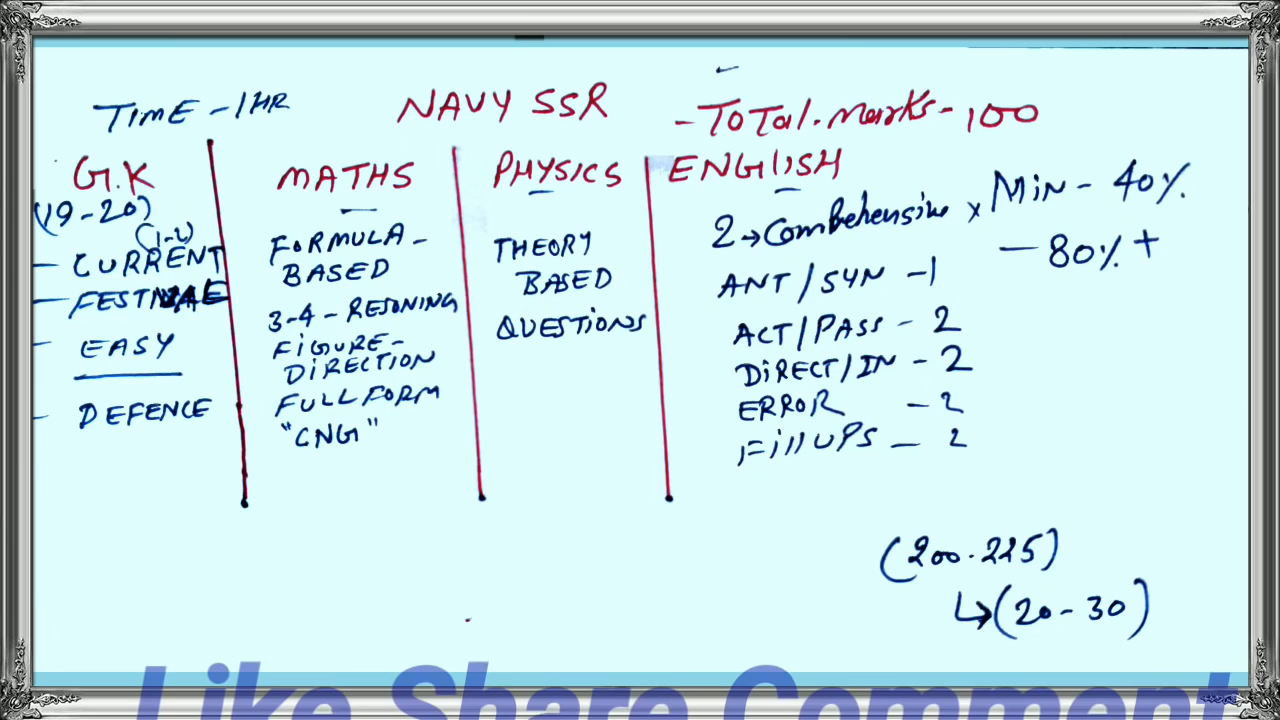 TIME - 1HR
NAVY SSR
- TOTAL. marks - 100
G.K
(19-20)
(1-2)
- CURRENT
- EASY
- DEFENCE
MATHS
FORMULA -
BASED
3-4 - RESONING
FIGURE -
DIRECTION
FULL FORM
"CNG"
PHYSICS
THEORY
BASED
QUESTIONS
ENGLISH
2 → Comprehensive x
ANT / SYN - 1
ACT / PASS - 2
DIRECT / IN - 2
ERROR - 2
Fill UPS - 2
MIN - 40%
- 80% +
(200-225)
↳ (20-30)
Like Share Comment